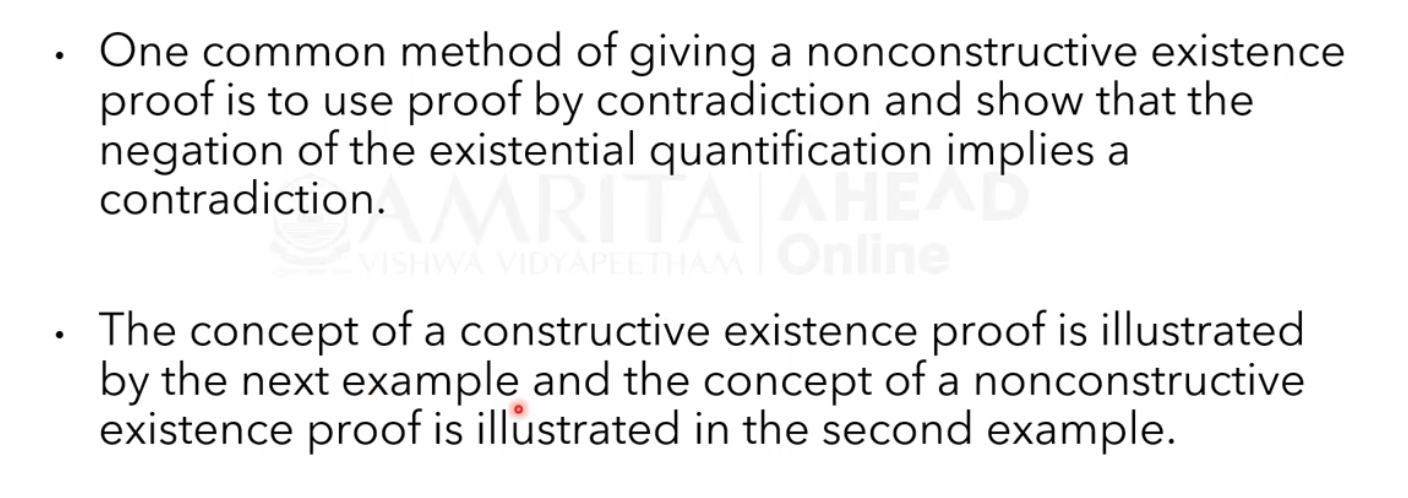 • One common method of giving a nonconstructive existence
proof is to use proof by contradiction and show that the
negation of the existential quantification implies a
contradiction.
AMRITA AHEAD
VISHWA VIDYAPEETHAM Online
• The concept of a constructive existence proof is illustrated
by the next example and the concept of a nonconstructive
existence proof is illustrated in the second example.